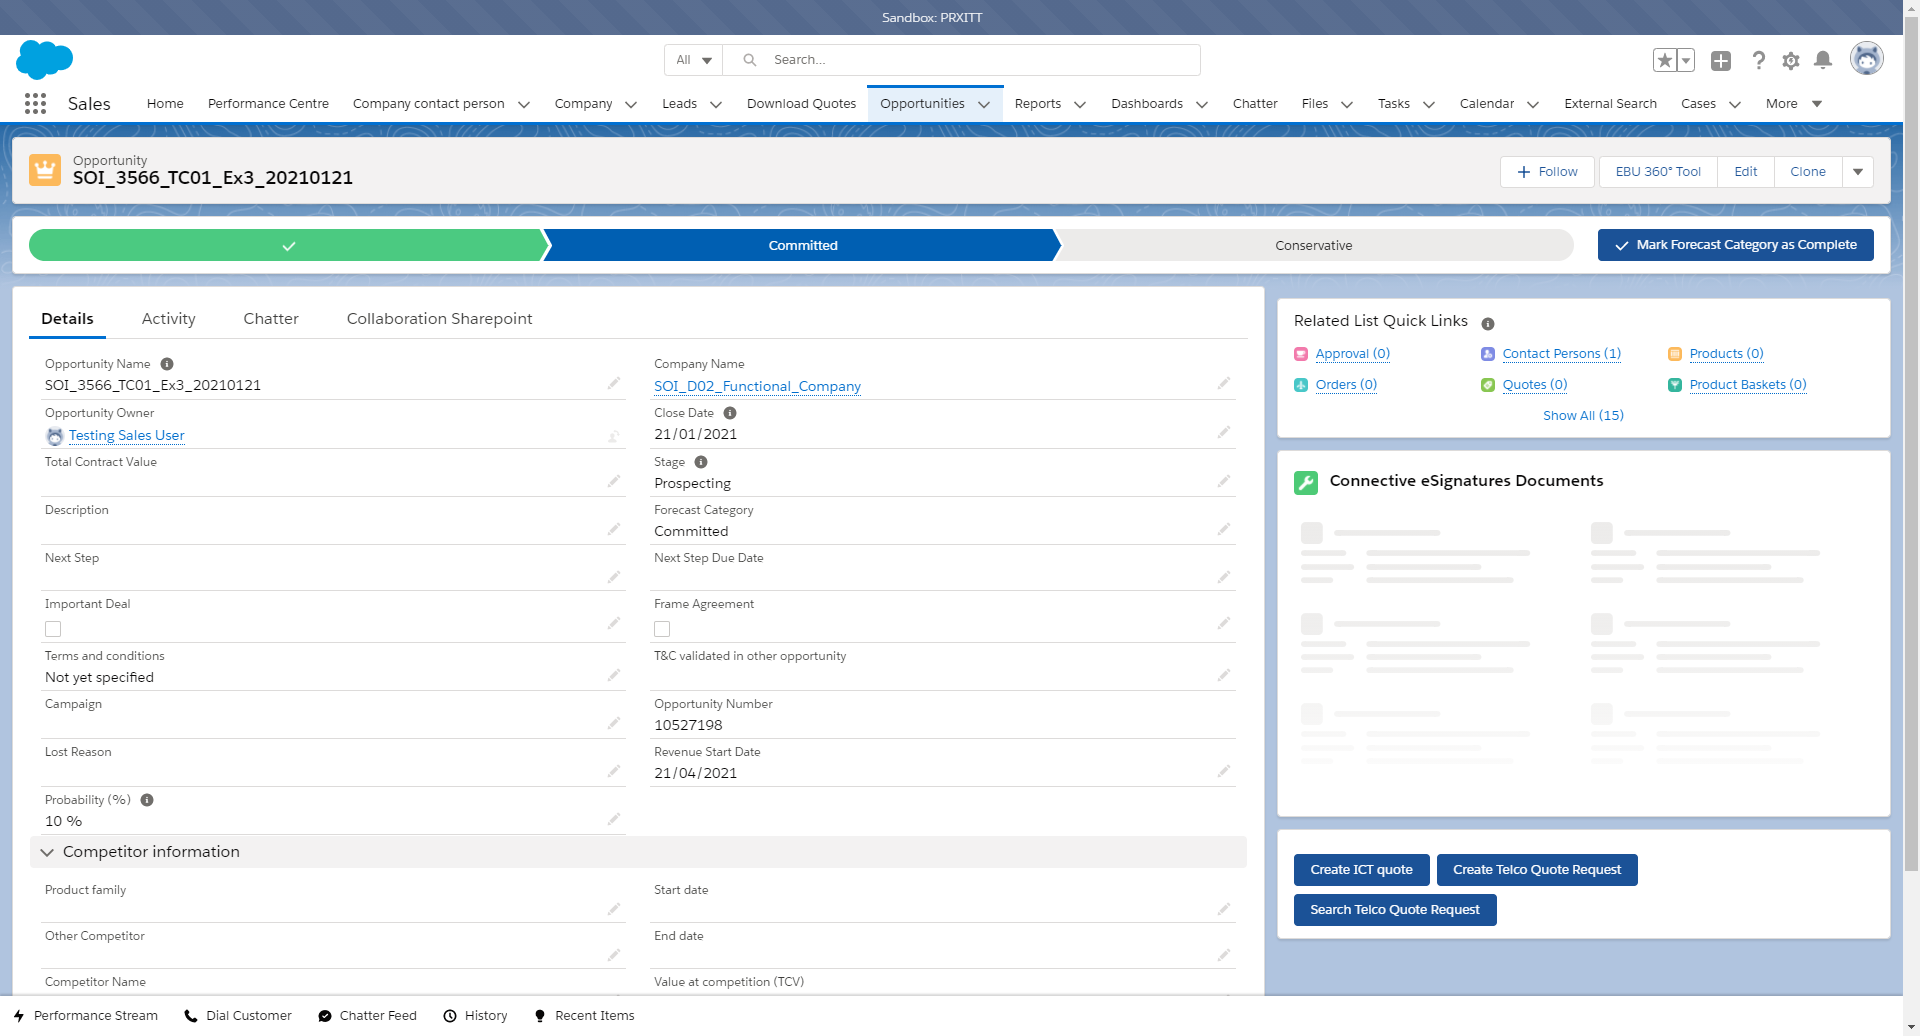 Sandbox: PRXITT
All
Search...
Sales
Home
Performance Centre
Company contact person
Company
Leads
Download Quotes
Opportunities
Reports
Dashboards
Chatter
Files
Tasks
Calendar
External Search
Cases
More
Opportunity
SOI_3566_TC01_Ex3_20210121
Follow
EBU 360° Tool
Edit
Clone
Committed
Conservative
Mark Forecast Category as Complete
Details
Activity
Chatter
Collaboration Sharepoint
Opportunity Name
SOI_3566_TC01_Ex3_20210121
Company Name
SOI_D02_Functional_Company
Opportunity Owner
Testing Sales User
Close Date
21/01/2021
Total Contract Value
Stage
Prospecting
Description
Forecast Category
Committed
Next Step
Next Step Due Date
Important Deal
Frame Agreement
Terms and conditions
Not yet specified
T&C validated in other opportunity
Campaign
Opportunity Number
10527198
Lost Reason
Revenue Start Date
21/04/2021
Probability (%)
10 %
Competitor information
Product family
Start date
Other Competitor
End date
Competitor Name
Value at competition (TCV)
Related List Quick Links
Approval (0)
Contact Persons (1)
Products (0)
Orders (0)
Quotes (0)
Product Baskets (0)
Show All (15)
Connective eSignatures Documents
Create ICT quote
Create Telco Quote Request
Search Telco Quote Request
Performance Stream
Dial Customer
Chatter Feed
History
Recent Items